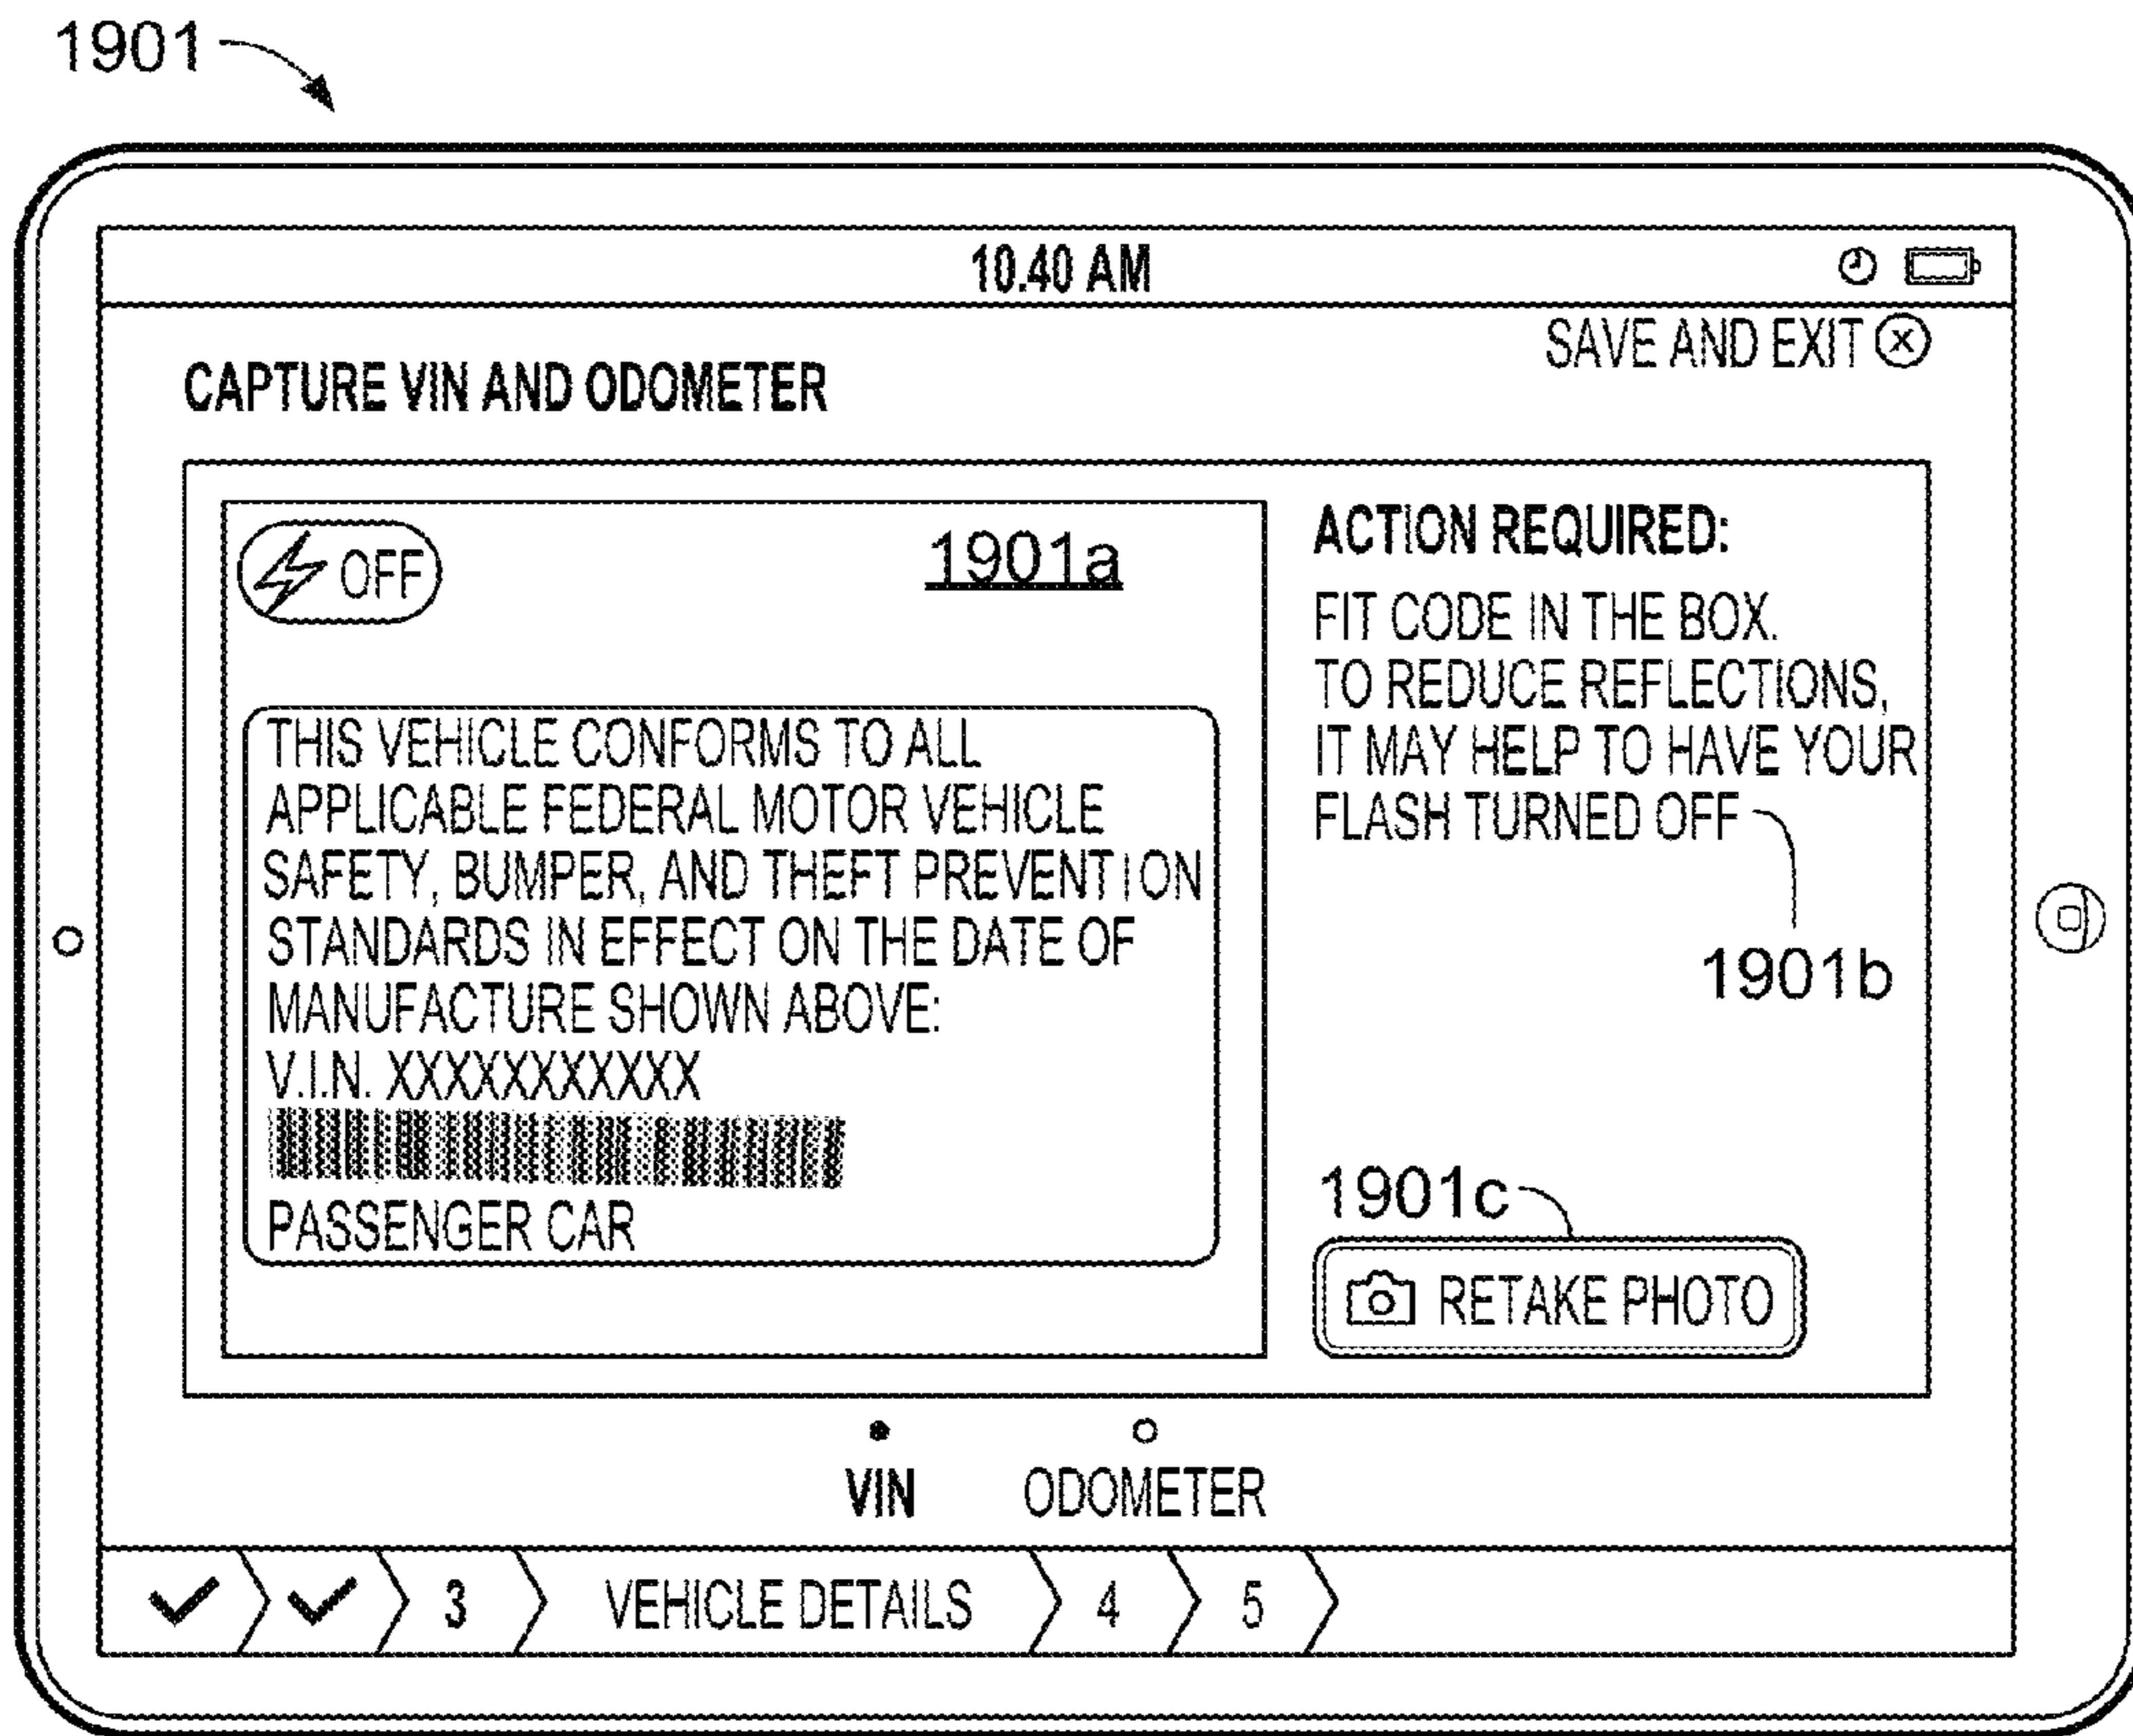 1901
10.40 AM
SAVE AND EXIT
CAPTURE VIN AND ODOMETER
OFF
1901a
THIS VEHICLE CONFORMS TO ALL
APPLICABLE FEDERAL MOTOR VEHICLE
SAFETY, BUMPER, AND THEFT PREVENTION
STANDARDS IN EFFECT ON THE DATE OF
MANUFACTURE SHOWN ABOVE:
V.I.N. XXXXXXXXXXX
PASSENGER CAR
ACTION REQUIRED:
FIT CODE IN THE BOX.
TO REDUCE REFLECTIONS,
IT MAY HELP TO HAVE YOUR
FLASH TURNED OFF
1901b
1901c
RETAKE PHOTO
VIN ODOMETER
3 VEHICLE DETAILS 4 5